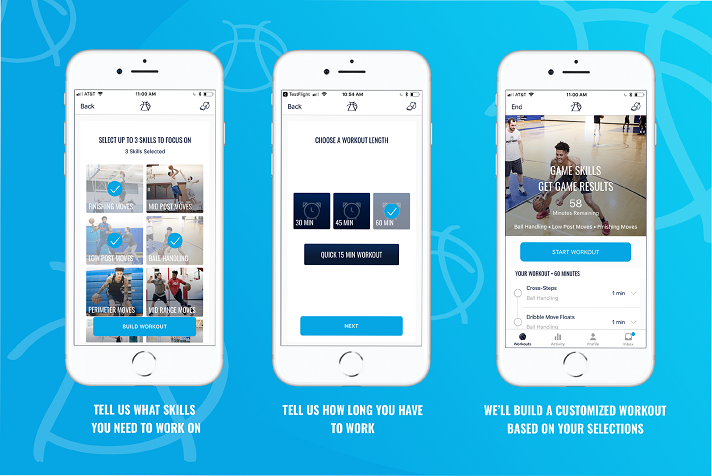 AT&T 11:00 AM
Back
SELECT UP TO 3 SKILLS TO FOCUS ON
3 Skills Selected
FINISHING MOVES
MID POST MOVES
LOW POST MOVES
BALL HANDLING
PERIMETER MOVES
MID RANGE MOVES
BUILD WORKOUT
TELL US WHAT SKILLS
YOU NEED TO WORK ON
TestFlight 10:54 AM
Back
CHOOSE A WORKOUT LENGTH
30 MIN
45 MIN
60 MIN
QUICK 15 MIN WORKOUT
NEXT
TELL US HOW LONG YOU HAVE
TO WORK
AT&T 11:00 AM
End
GAME SKILLS
GET GAME RESULTS
58
Minutes Remaining
Ball Handling • Low Post Moves • Finishing Moves
START WORKOUT
YOUR WORKOUT • 60 MINUTES
Cross-Steps
Ball Handling
1 min
Dribble Move Floats
Ball Handling
1 min
Workouts
Activity
Profile
Inbox
WE'LL BUILD A CUSTOMIZED WORKOUT
BASED ON YOUR SELECTIONS